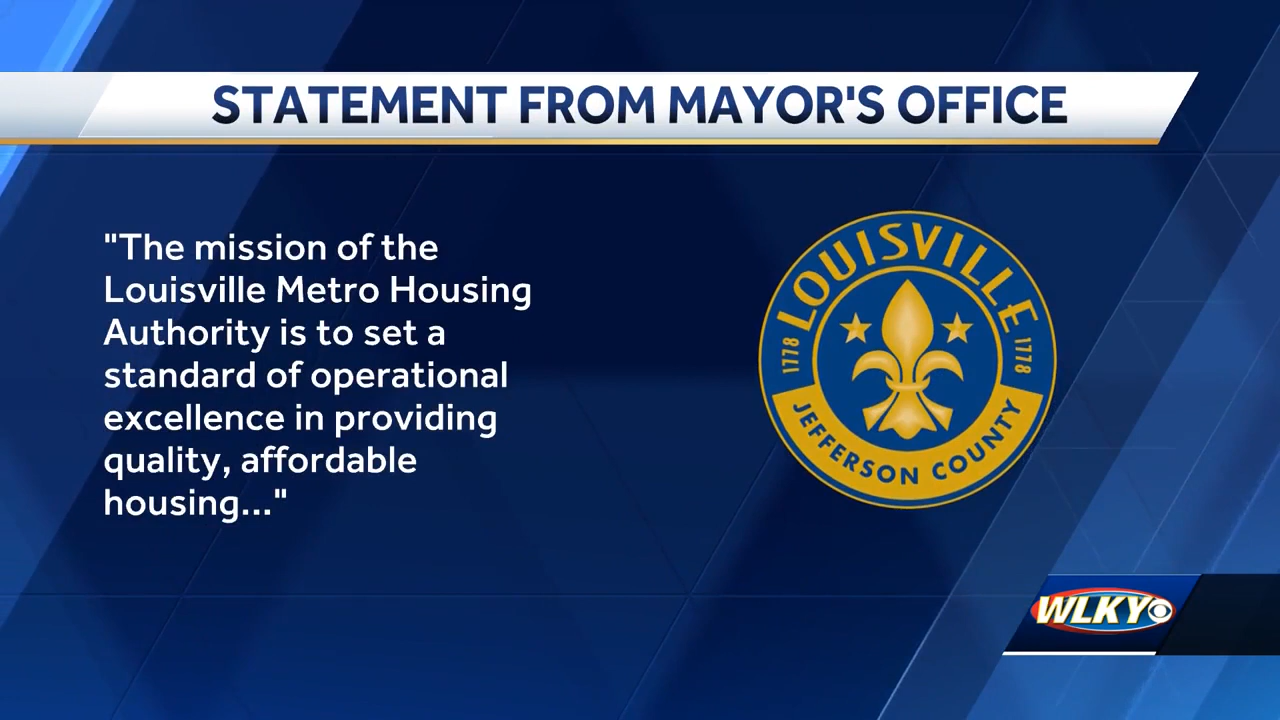 STATEMENT FROM MAYOR'S OFFICE
"The mission of the
Louisville Metro Housing
Authority is to set a
standard of operational
excellence in providing
quality, affordable
housing..."
LOUISVILLE
1778
1778
JEFFERSON COUNTY
WLKY